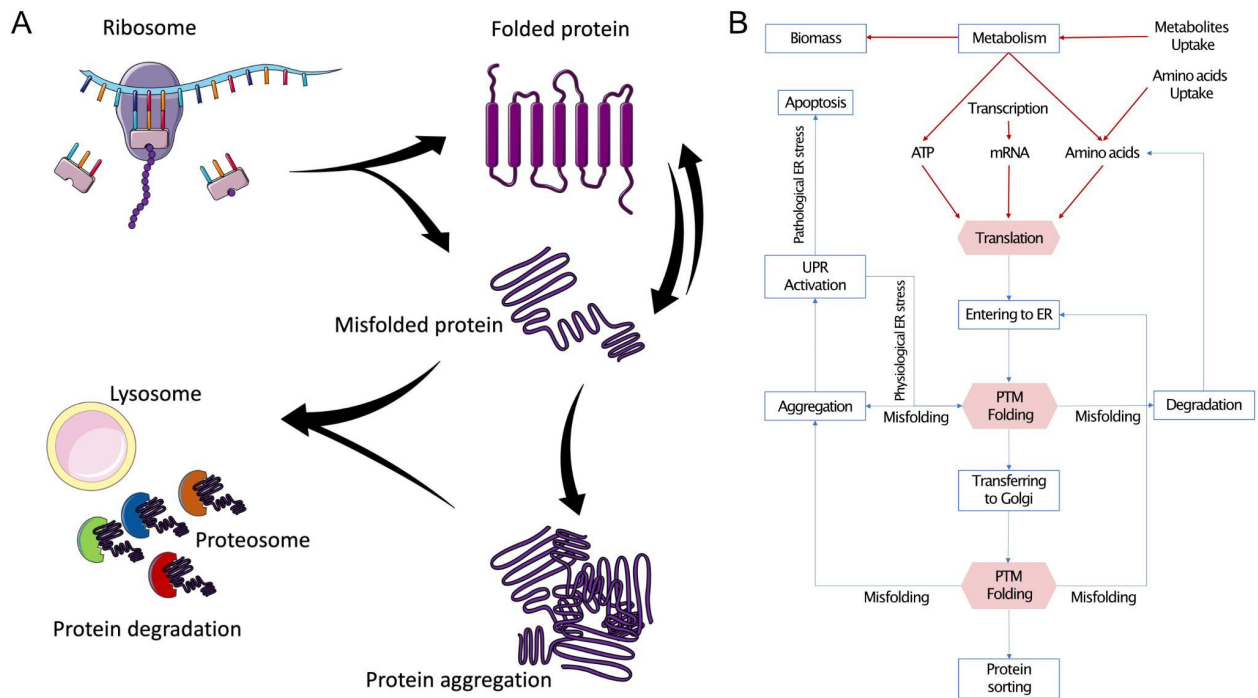 A
Ribosome
Folded protein
Misfolded protein
Lysosome
Proteosome
Protein degradation
Protein aggregation
B
Biomass
Metabolism
Metabolites
Uptake
Amino acids
Uptake
Apoptosis
Transcription
ATP
mRNA
Amino acids
Pathological ER stress
Translation
UPR
Activation
Entering to ER
Physiological ER stress
Aggregation
Misfolding
PTM
Folding
Misfolding
Degradation
Transferring
to Golgi
Misfolding
PTM
Folding
Misfolding
Protein
sorting